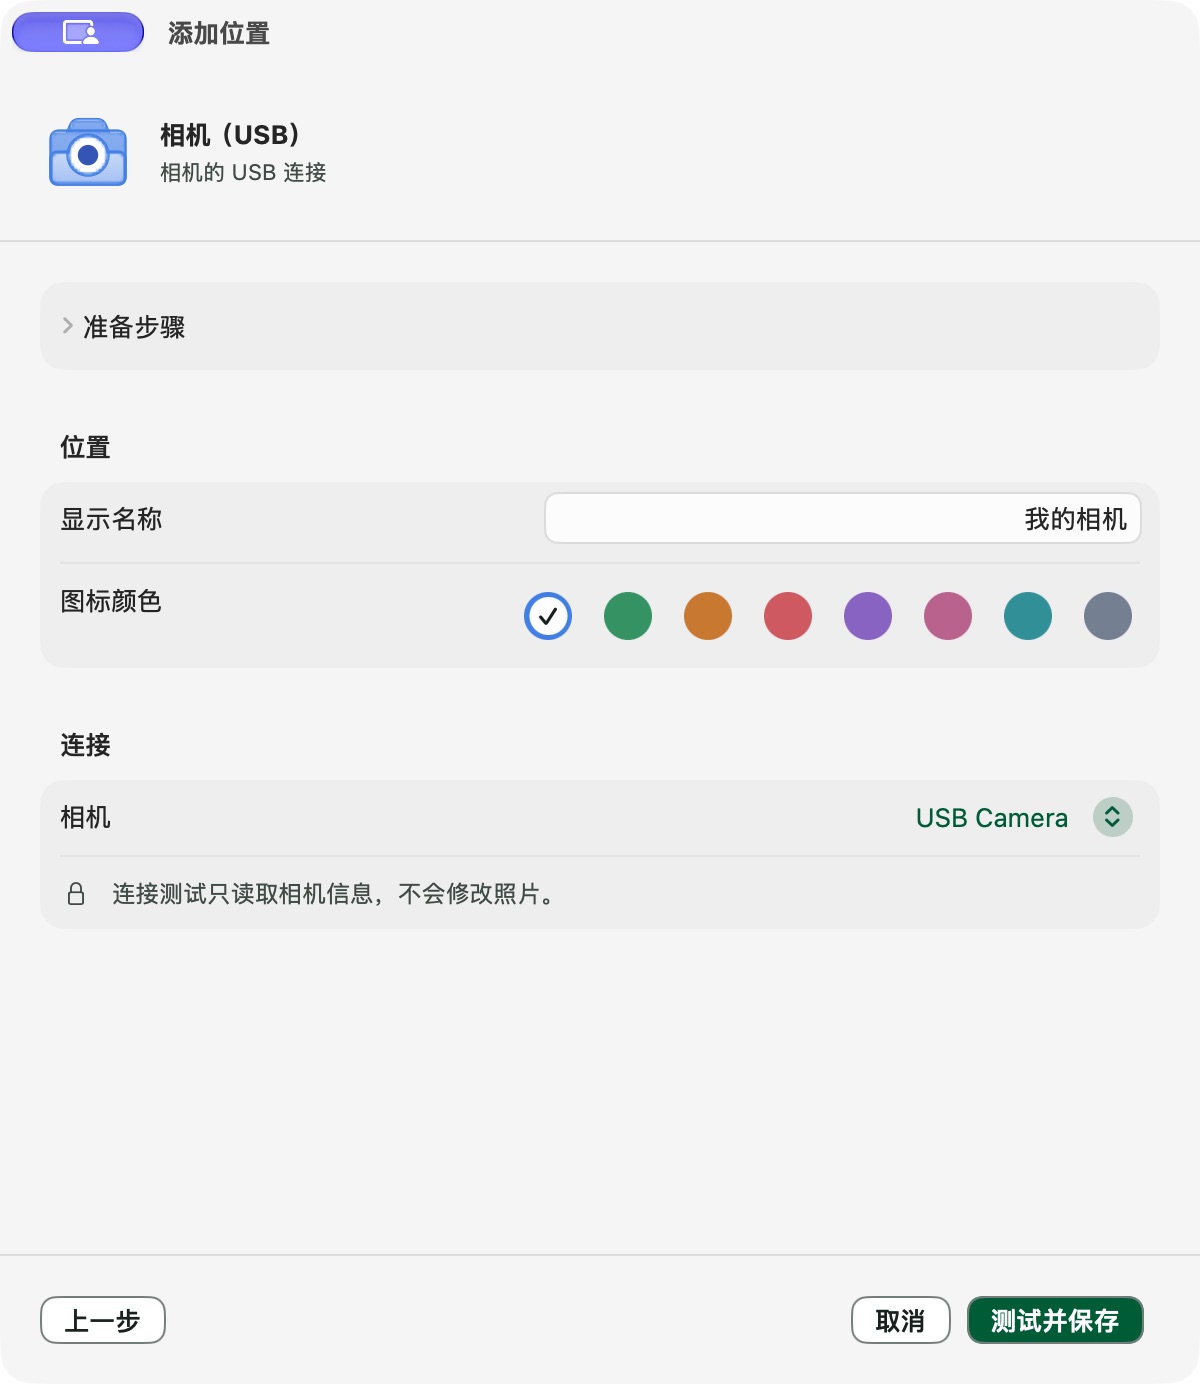 添加位置
相机（USB）
相机的 USB 连接
准备步骤
位置
显示名称
我的相机
图标颜色
连接
相机
USB Camera
连接测试只读取相机信息，不会修改照片。
上一步
取消
测试并保存